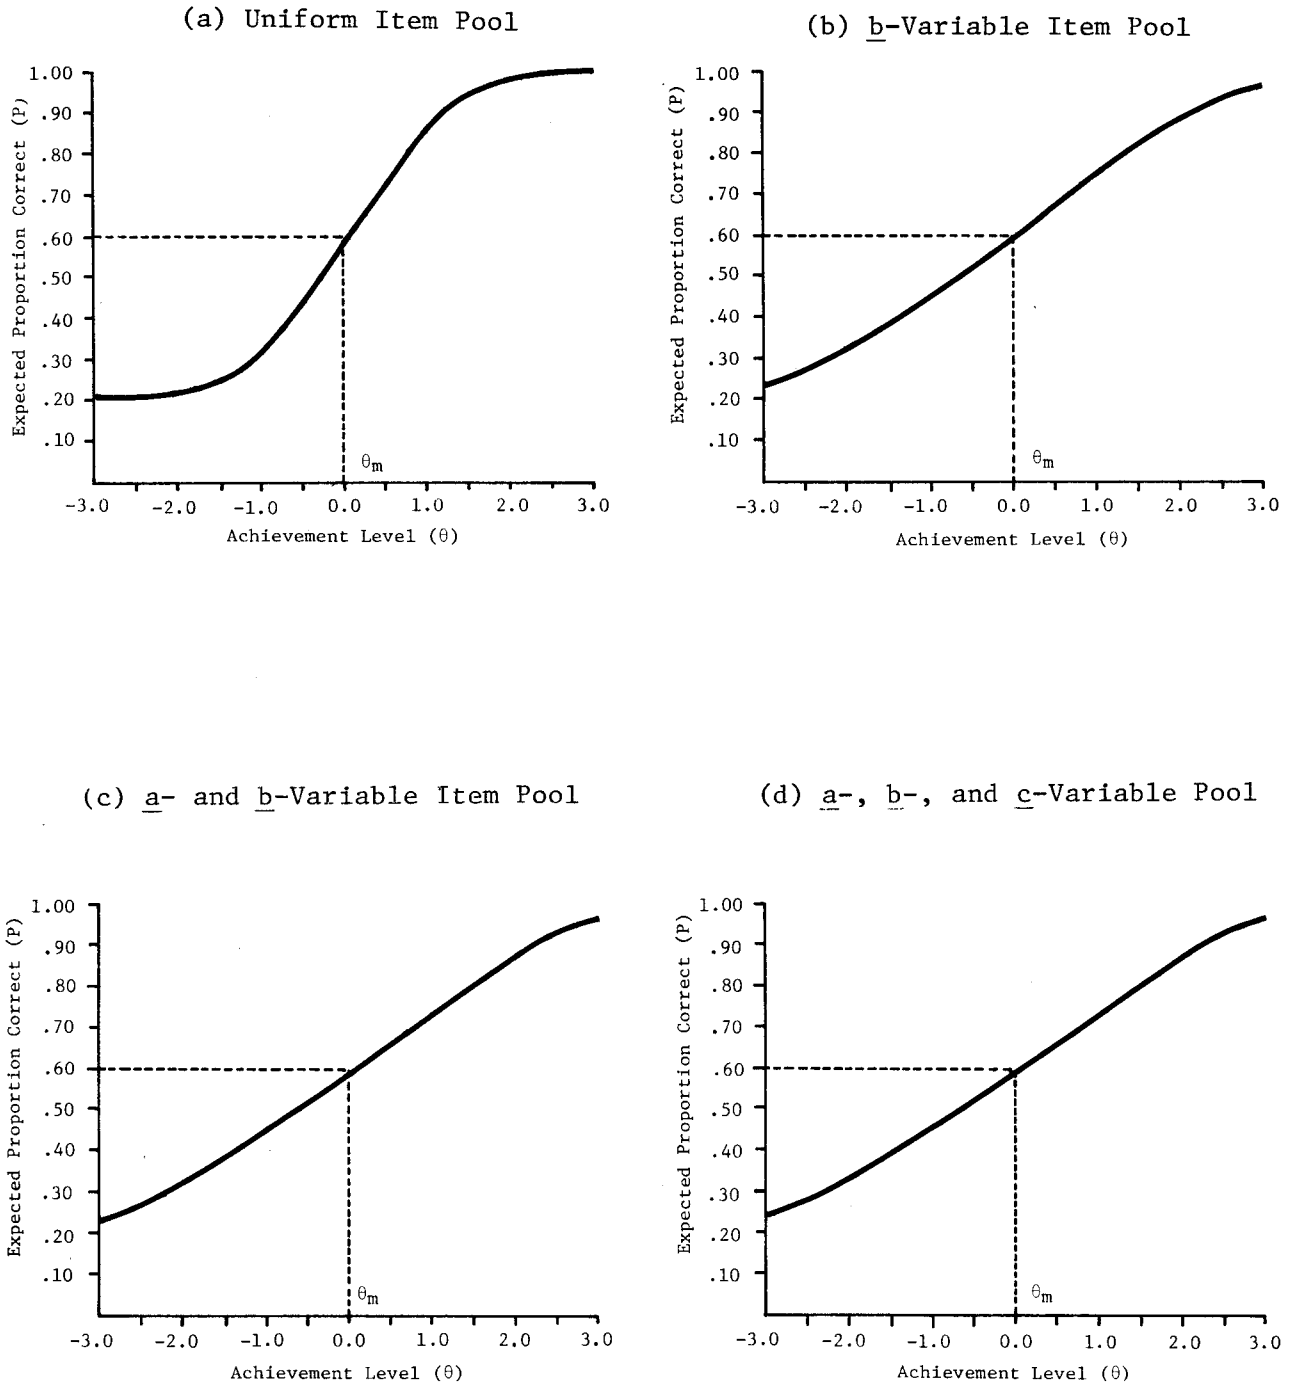 (a) Uniform Item Pool
Expected Proportion Correct (P)
1.00
.90
.80
.70
.60
.50
.40
.30
.20
.10
θm
-3.0 -2.0 -1.0 0.0 1.0 2.0 3.0
Achievement Level (θ)
(b) b-Variable Item Pool
Expected Proportion Correct (P)
1.00
.90
.80
.70
.60
.50
.40
.30
.20
.10
θm
-3.0 -2.0 -1.0 0.0 1.0 2.0 3.0
Achievement Level (θ)
(c) a- and b-Variable Item Pool
Expected Proportion Correct (P)
1.00
.90
.80
.70
.60
.50
.40
.30
.20
.10
θm
-3.0 -2.0 -1.0 0.0 1.0 2.0 3.0
Achievement Level (θ)
(d) a-, b-, and c-Variable Pool
Expected Proportion Correct (P)
1.00
.90
.80
.70
.60
.50
.40
.30
.20
.10
θm
-3.0 -2.0 -1.0 0.0 1.0 2.0 3.0
Achievement Level (θ)